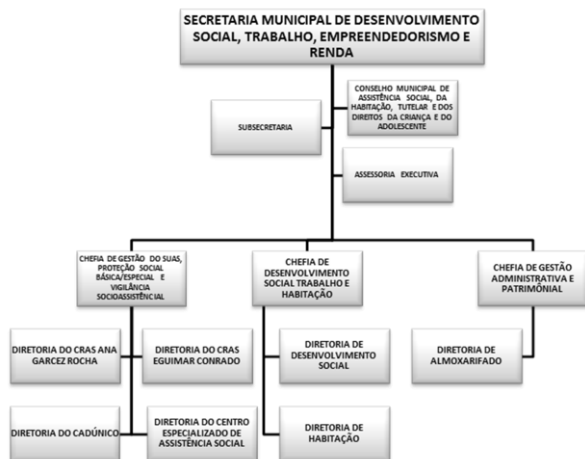 SECRETARIA MUNICIPAL DE DESENVOLVIMENTO
SOCIAL, TRABALHO, EMPREENDEDORISMO E
RENDA
CONSELHO MUNICIPAL DE
ASSISTÊNCIA SOCIAL, DA
HABITAÇÃO, TUTELAR E DOS
DIREITOS DA CRIANÇA E DO
ADOLESCENTE
SUBSECRETARIA
ASSESSORIA EXECUTIVA
CHEFIA DE GESTÃO DO SUAS,
PROTEÇÃO SOCIAL
BÁSICA/ESPECIAL E
VIGILÂNCIA
SOCIOASSISTÊNCIAL
CHEFIA DE
DESENVOLVIMENTO
SOCIAL TRABALHO E
HABITAÇÃO
CHEFIA DE GESTÃO
ADMINISTRATIVA E
PATRIMÔNIAL
DIRETORIA DO CRAS ANA
GARCEZ ROCHA
DIRETORIA DO CRAS
EGUIMAR CONRADO
DIRETORIA DE
DESENVOLVIMENTO
SOCIAL
DIRETORIA DE
ALMOXARIFADO
DIRETORIA DO CADÚNICO
DIRETORIA DO CENTRO
ESPECIALIZADO DE
ASSISTÊNCIA SOCIAL
DIRETORIA DE
HABITAÇÃO